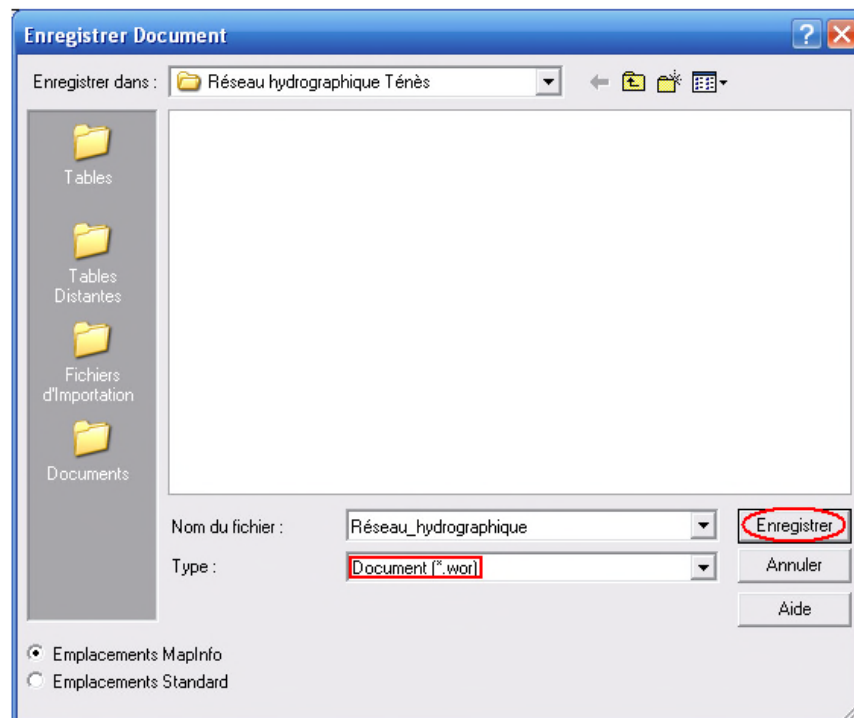 Enregistrer Document
Enregistrer dans :
Réseau hydrographique Ténès
Tables
Tables
Distantes
Fichiers
d'Importation
Documents
Nom du fichier :
Réseau_hydrographique
Enregistrer
Type :
Document (*.wor)
Annuler
Aide
Emplacements MapInfo
Emplacements Standard